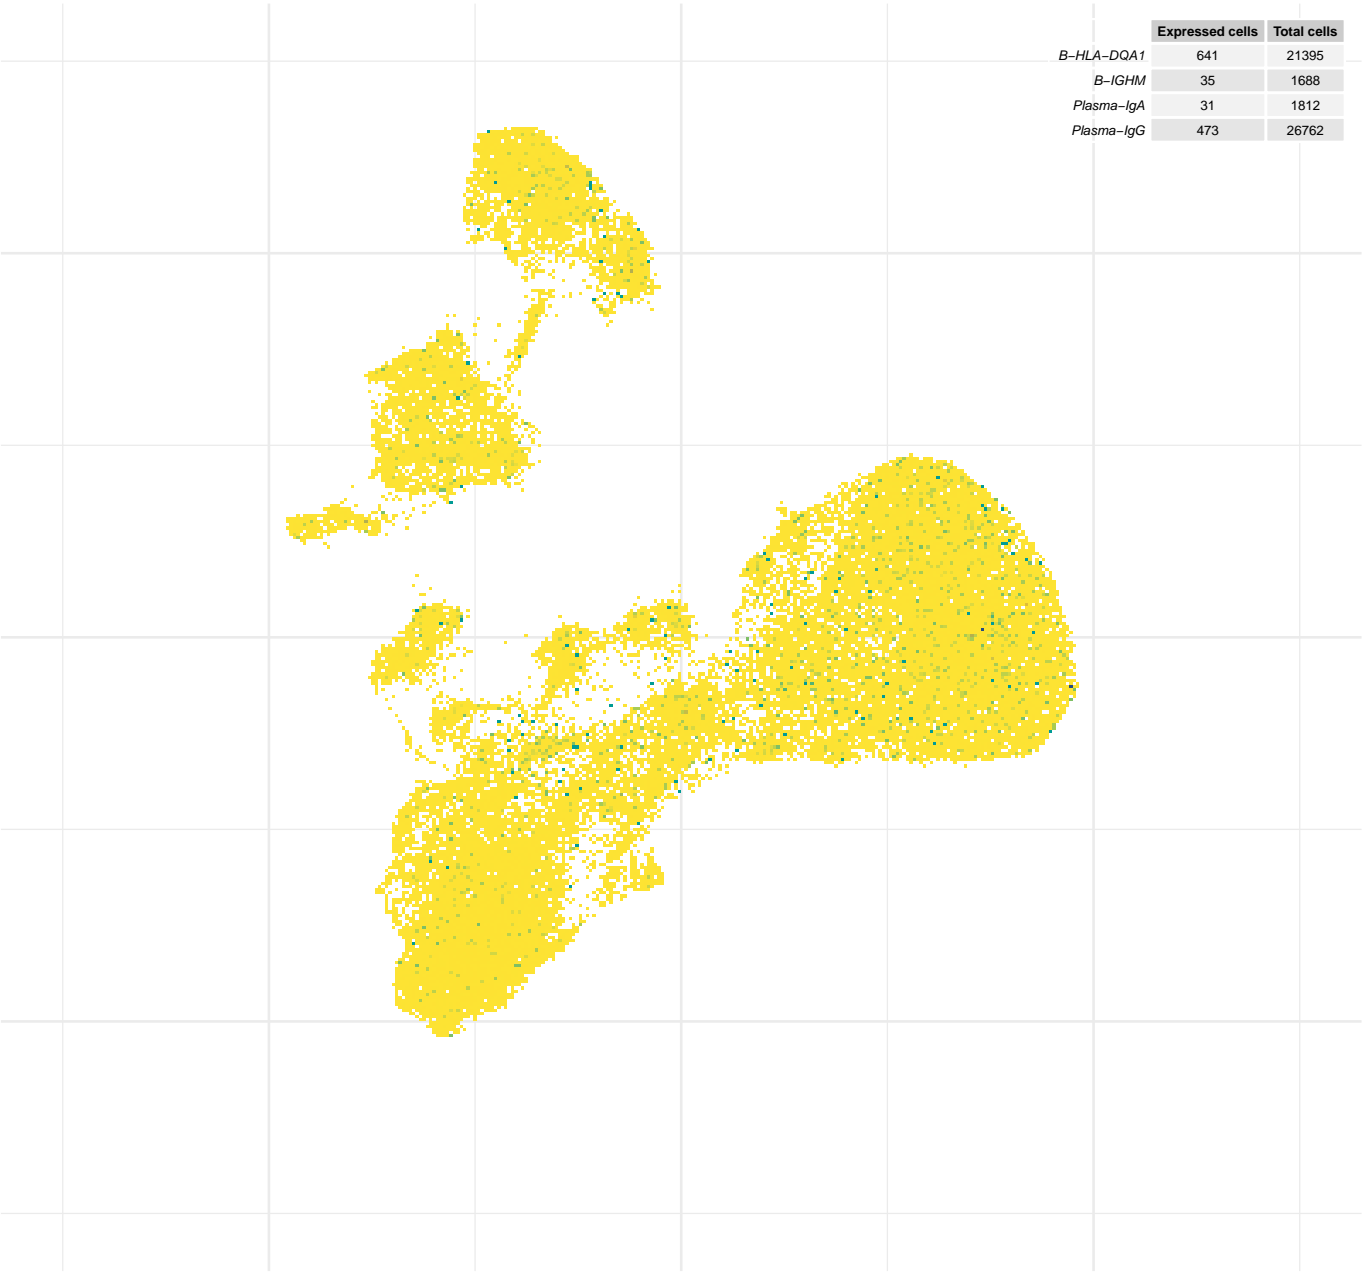 Expressed cells Total cells
B−HLA−DQA1 641 21395
B−IGHM 35 1688
Plasma−IgA 31 1812
Plasma−IgG 473 26762